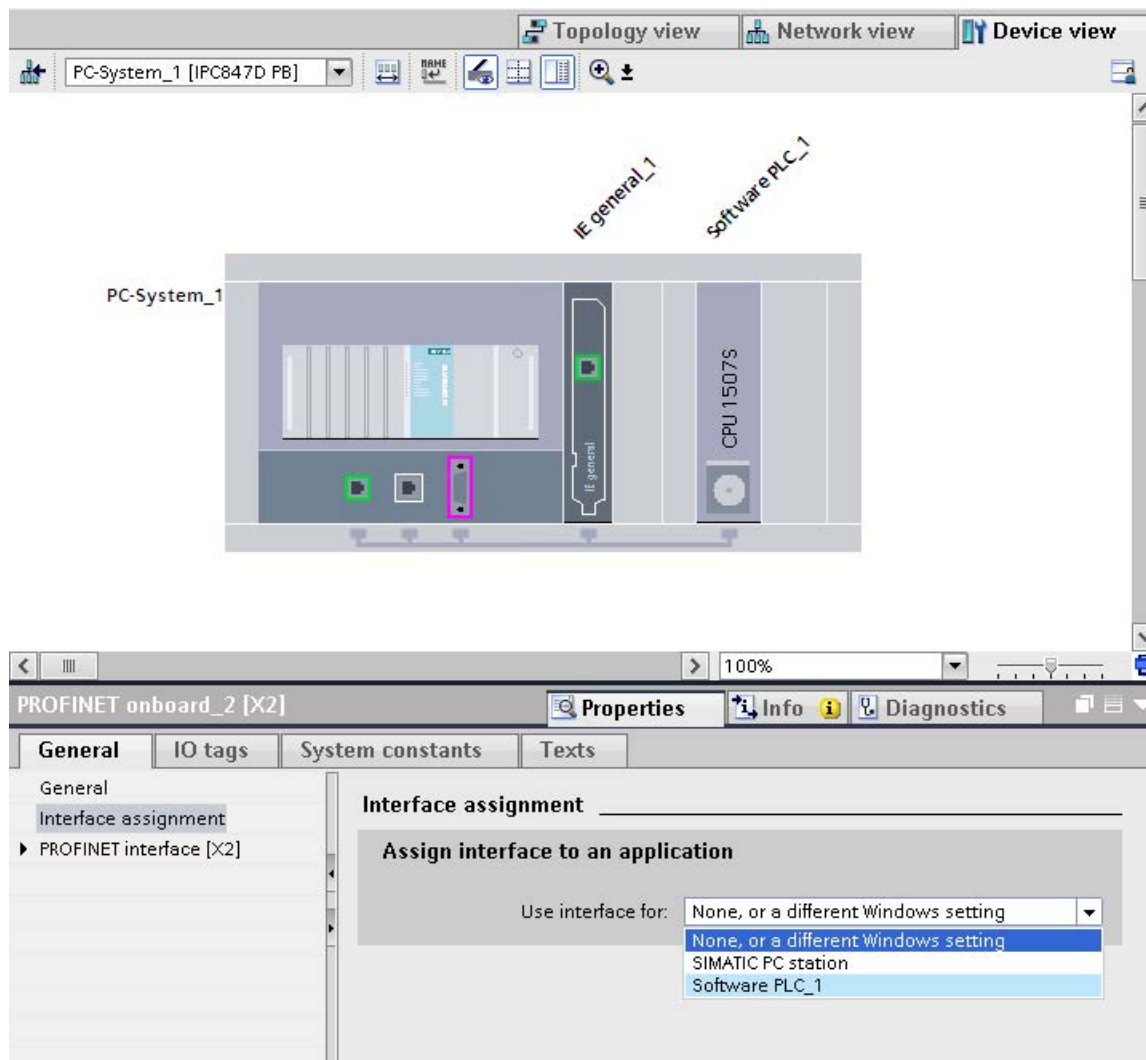 Topology view
Network view
Device view
PC-System_1 [IPC847D PB]
NAME
IE general_1
Software PLC_1
PC-System_1
CPU 1507S
IE general
100%
PROFINET onboard_2 [X2]
Properties
Info
Diagnostics
General
IO tags
System constants
Texts
General
Interface assignment
PROFINET interface [X2]
Interface assignment
Assign interface to an application
Use interface for:
None, or a different Windows setting
None, or a different Windows setting
SIMATIC PC station
Software PLC_1